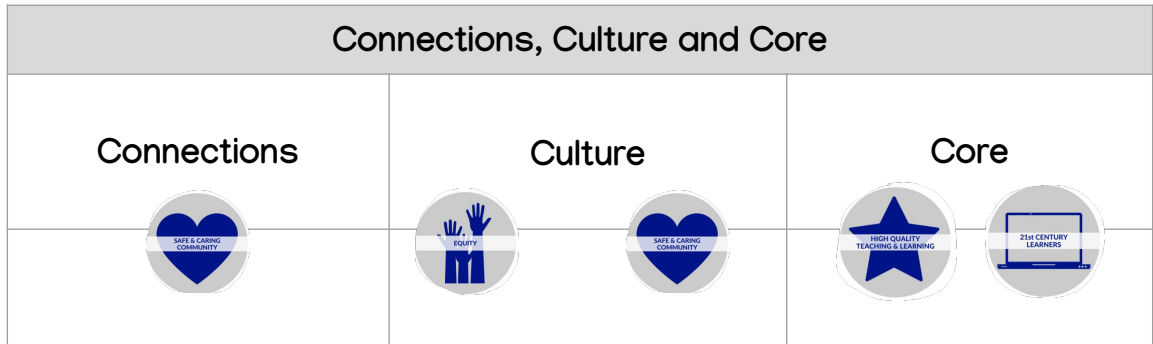 Connections, Culture and Core
Connections
Culture
Core
SAFE & CARING
COMMUNITY
EQUITY
SAFE & CARING
COMMUNITY
HIGH QUALITY
TEACHING & LEARNING
21st CENTURY
LEARNERS